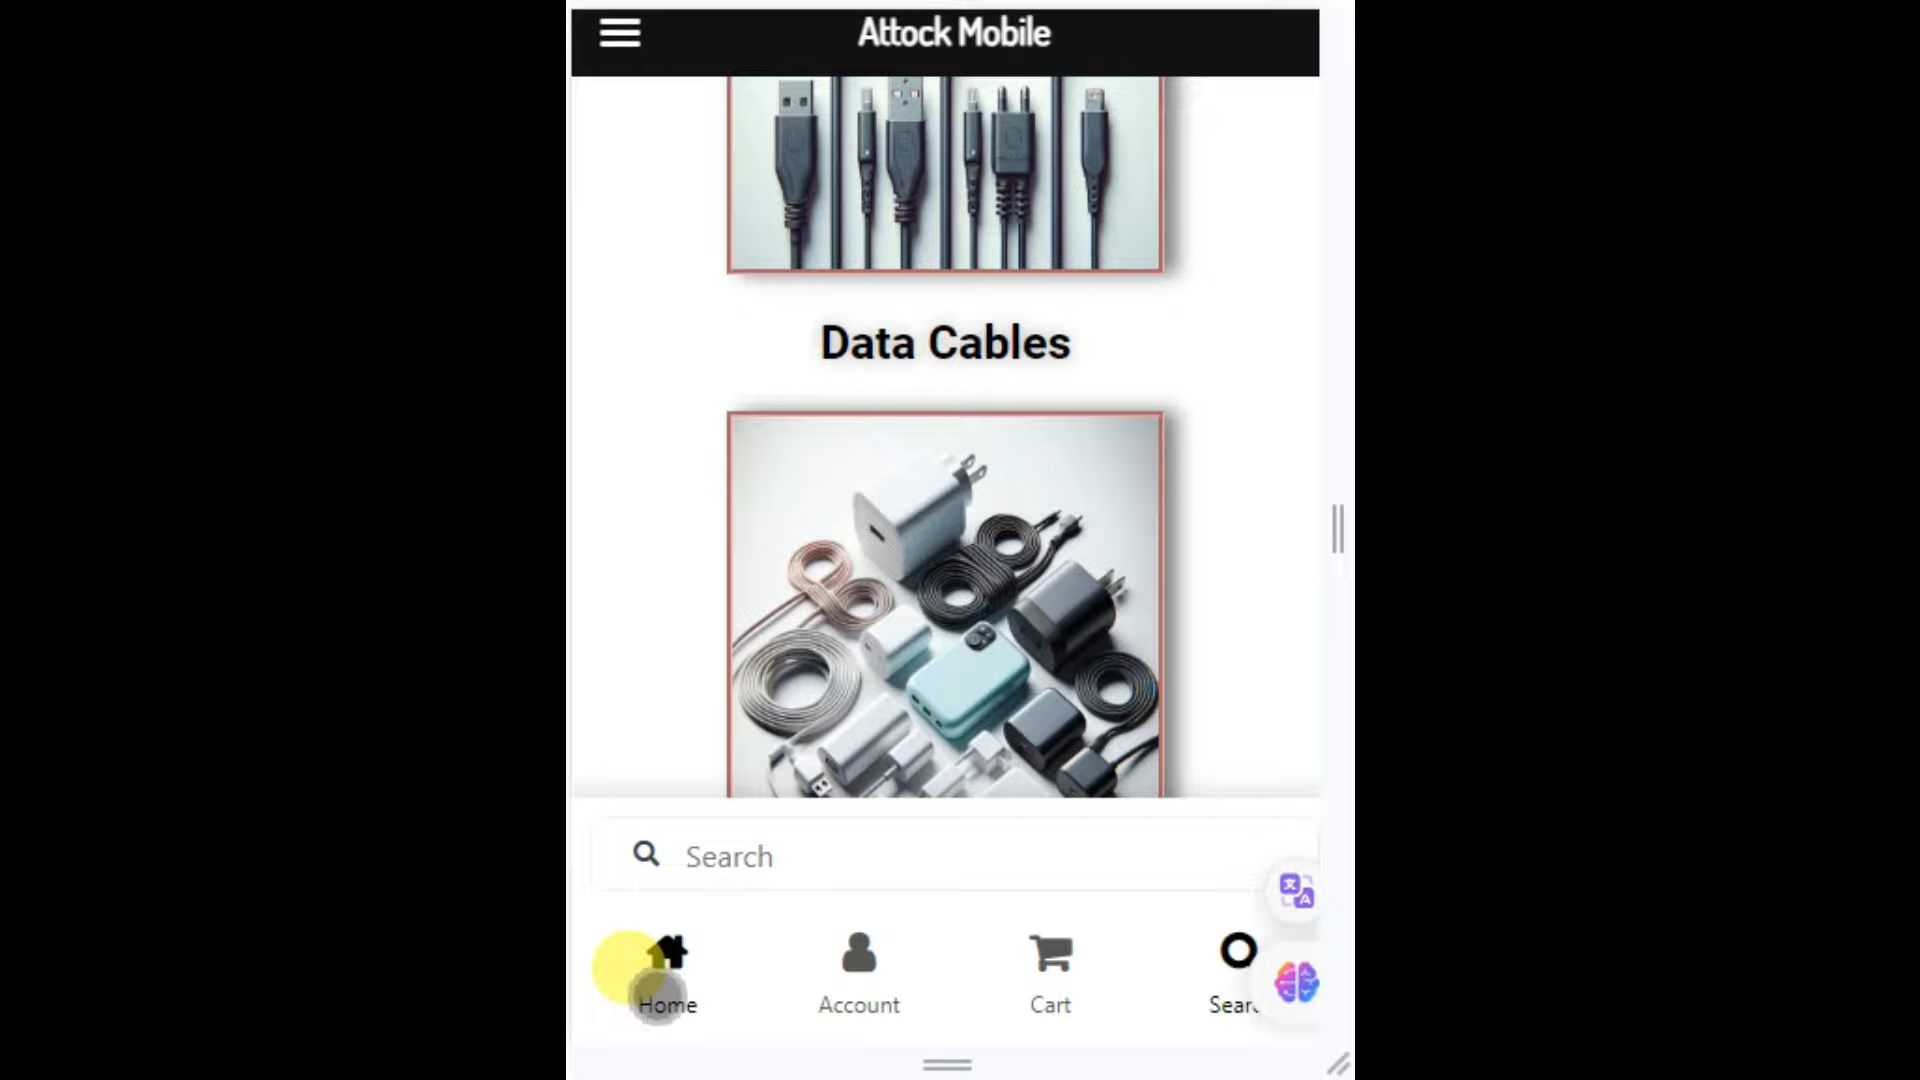 Attock Mobile
Data Cables
Search
Home
Account
Cart